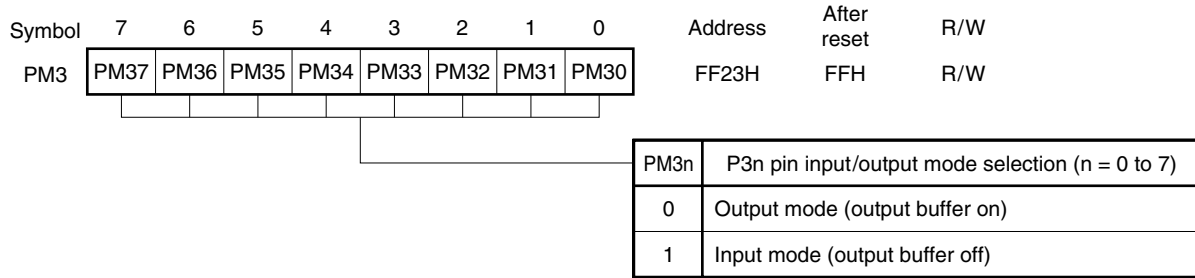 Symbol 7 6 5 4 3 2 1 0 Address After reset R/W
PM3 PM37 PM36 PM35 PM34 PM33 PM32 PM31 PM30 FF23H FFH R/W
PM3n P3n pin input/output mode selection (n = 0 to 7)
0 Output mode (output buffer on)
1 Input mode (output buffer off)